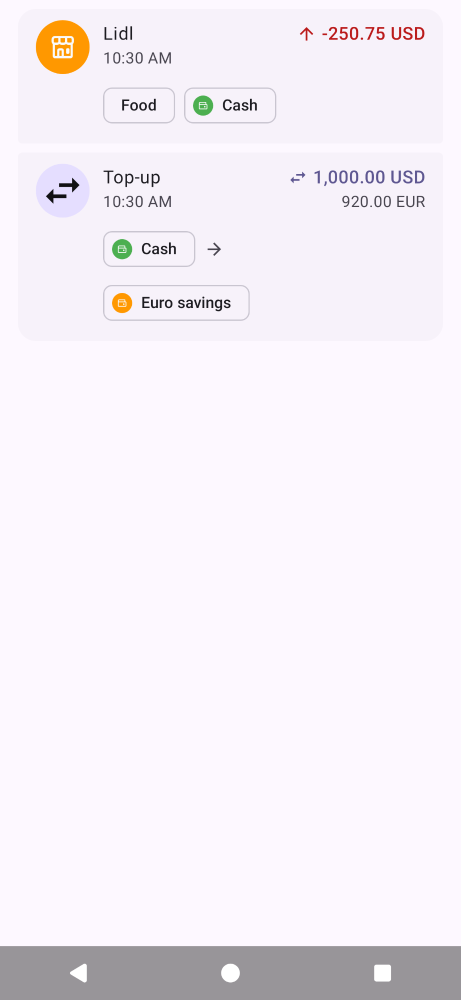 Lidl
-250.75 USD
10:30 AM
Food
Cash
Top-up
1,000.00 USD
10:30 AM
920.00 EUR
Cash
Euro savings